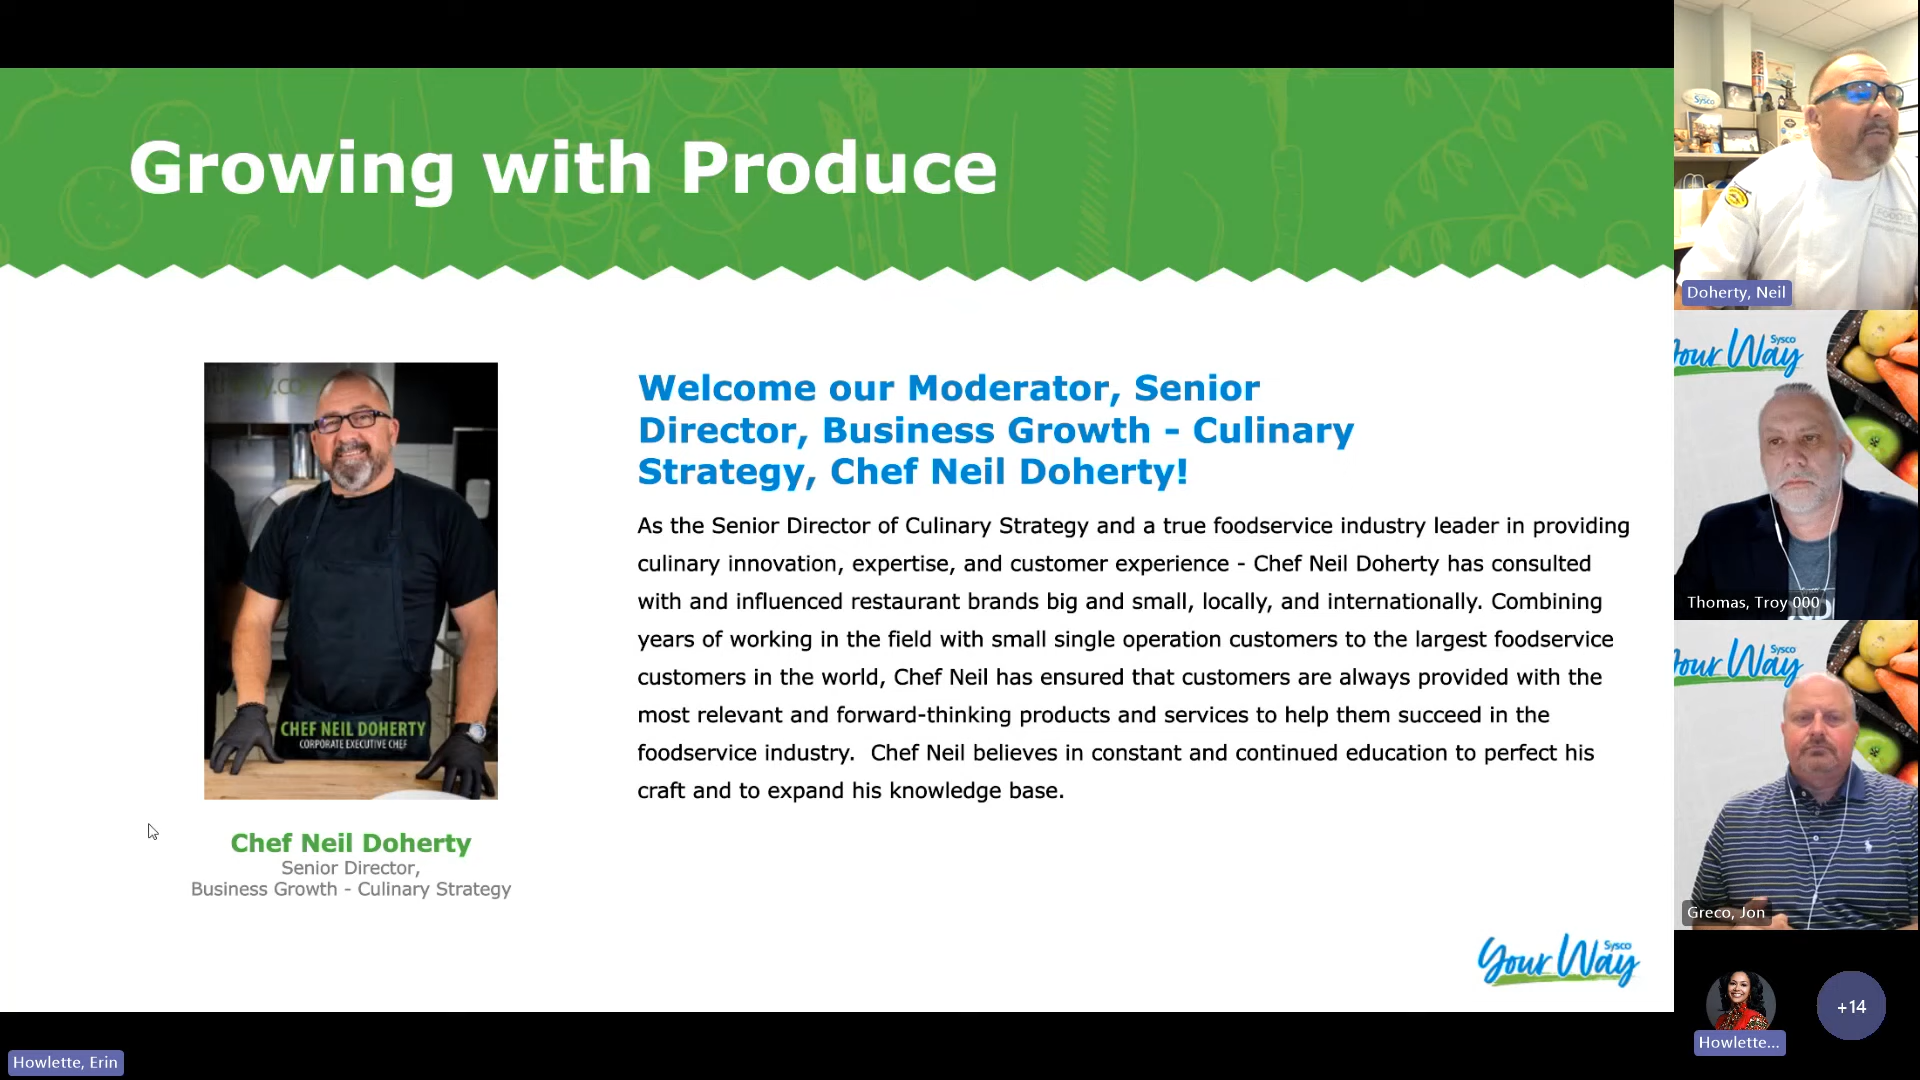 Growing with Produce
CHEF NEIL DOHERTY
CORPORATE EXECUTIVE CHEF
Chef Neil Doherty
Senior Director,
Business Growth - Culinary Strategy
Welcome our Moderator, Senior
Director, Business Growth - Culinary
Strategy, Chef Neil Doherty!
As the Senior Director of Culinary Strategy and a true foodservice industry leader in providing
culinary innovation, expertise, and customer experience - Chef Neil Doherty has consulted
with and influenced restaurant brands big and small, locally, and internationally. Combining
years of working in the field with small single operation customers to the largest foodservice
customers in the world, Chef Neil has ensured that customers are always provided with the
most relevant and forward-thinking products and services to help them succeed in the
foodservice industry.  Chef Neil believes in constant and continued education to perfect his
craft and to expand his knowledge base.
Sysco
Your Way
Howlette, Erin
Sysco
Doherty, Neil
Sysco
Your Way
Thomas, Troy 000
Sysco
Your Way
Greco, Jon
Howlette...
+14